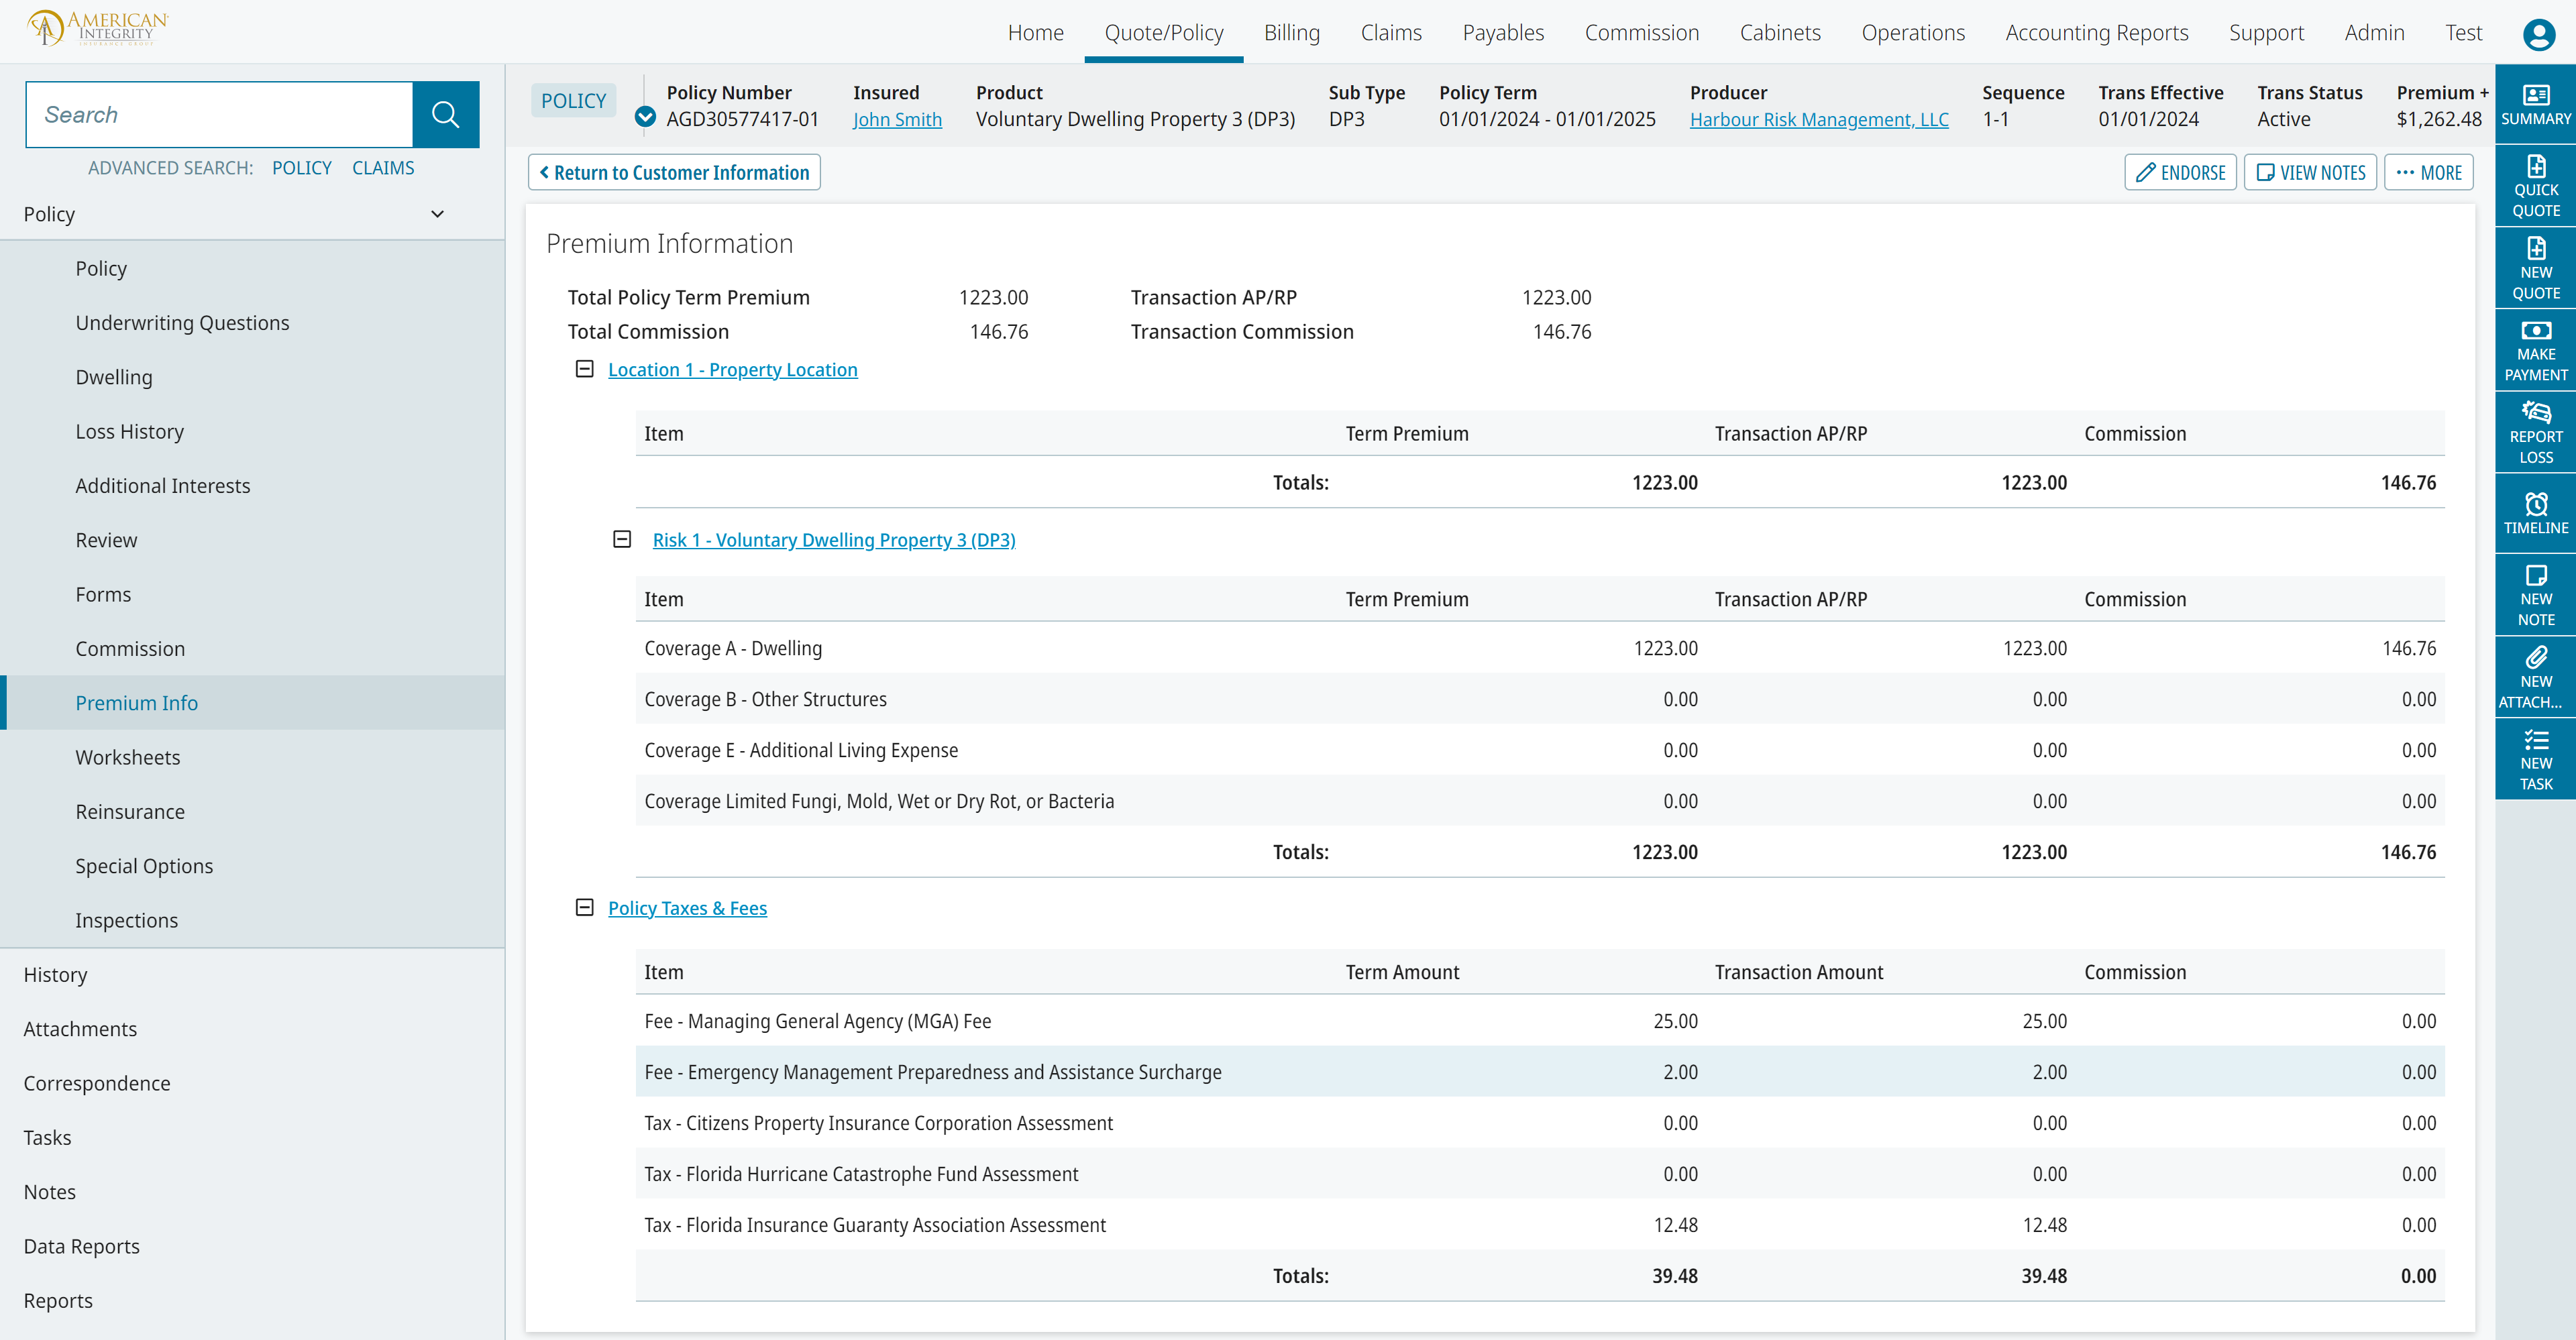 AMERICAN
INTEGRITY
INSURANCE GROUP
Home Quote/Policy Billing Claims Payables Commission Cabinets Operations Accounting Reports Support Admin Test
Search
ADVANCED SEARCH: POLICY CLAIMS
Policy
Policy
Underwriting Questions
Dwelling
Loss History
Additional Interests
Review
Forms
Commission
Premium Info
Worksheets
Reinsurance
Special Options
Inspections
History
Attachments
Correspondence
Tasks
Notes
Data Reports
Reports
POLICY
Policy Number Insured Product Sub Type Policy Term Producer Sequence Trans Effective Trans Status Premium +
AGD30577417-01 John Smith Voluntary Dwelling Property 3 (DP3) DP3 01/01/2024 - 01/01/2025 Harbour Risk Management, LLC 1-1 01/01/2024 Active $1,262.48
Return to Customer Information ENDORSE VIEW NOTES MORE
Premium Information
Total Policy Term Premium 1223.00 Transaction AP/RP 1223.00
Total Commission 146.76 Transaction Commission 146.76
Location 1 - Property Location
Item Term Premium Transaction AP/RP Commission
Totals: 1223.00 1223.00 146.76
Risk 1 - Voluntary Dwelling Property 3 (DP3)
Item Term Premium Transaction AP/RP Commission
Coverage A - Dwelling 1223.00 1223.00 146.76
Coverage B - Other Structures 0.00 0.00 0.00
Coverage E - Additional Living Expense 0.00 0.00 0.00
Coverage Limited Fungi, Mold, Wet or Dry Rot, or Bacteria 0.00 0.00 0.00
Totals: 1223.00 1223.00 146.76
Policy Taxes & Fees
Item Term Amount Transaction Amount Commission
Fee - Managing General Agency (MGA) Fee 25.00 25.00 0.00
Fee - Emergency Management Preparedness and Assistance Surcharge 2.00 2.00 0.00
Tax - Citizens Property Insurance Corporation Assessment 0.00 0.00 0.00
Tax - Florida Hurricane Catastrophe Fund Assessment 0.00 0.00 0.00
Tax - Florida Insurance Guaranty Association Assessment 12.48 12.48 0.00
Totals: 39.48 39.48 0.00
SUMMARY
QUICK
QUOTE
NEW
QUOTE
MAKE
PAYMENT
REPORT
LOSS
TIMELINE
NEW
NOTE
NEW
ATTACH...
NEW
TASK